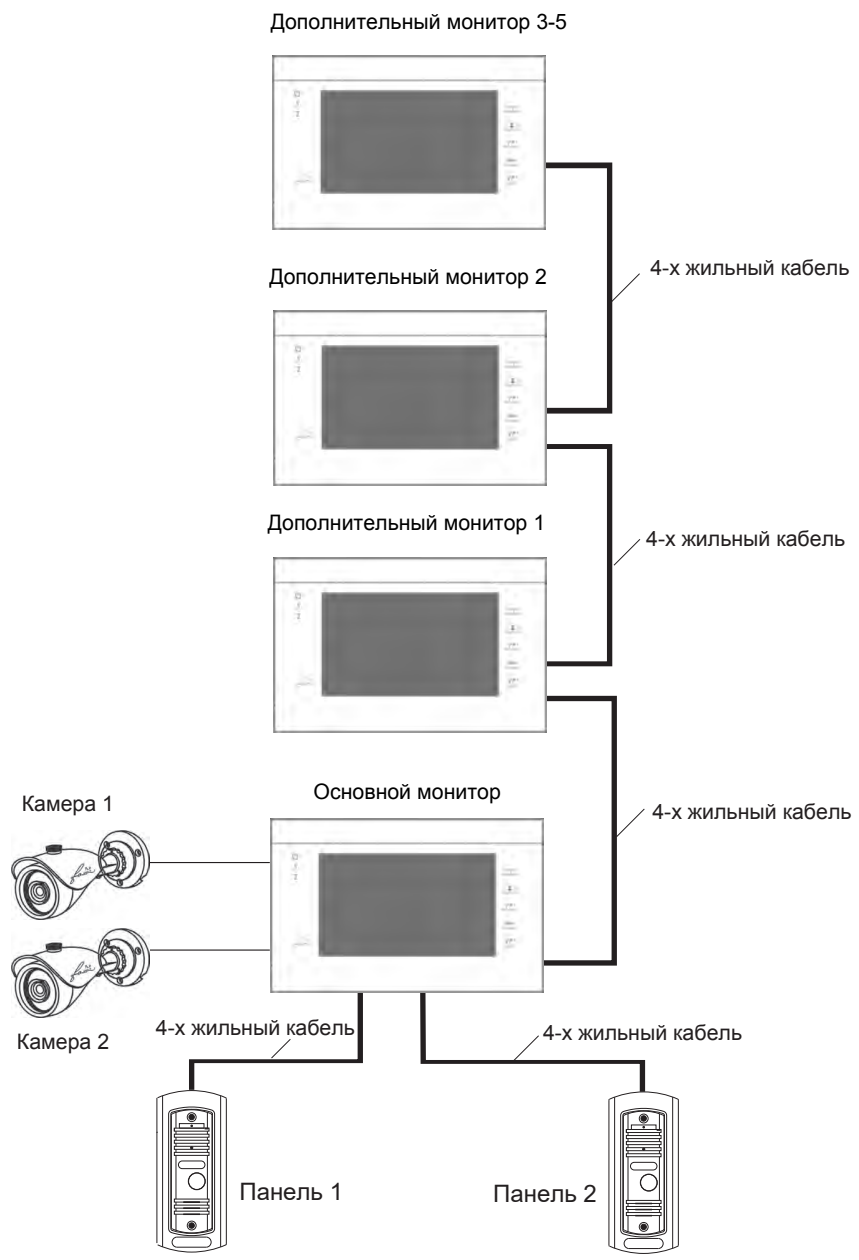 Дополнительный монитор 3-5
4-х жильный кабель
Дополнительный монитор 2
Дополнительный монитор 1
4-х жильный кабель
Основной монитор
Камера 1
4-х жильный кабель
Камера 2
4-х жильный кабель
4-х жильный кабель
Панель 1
Панель 2